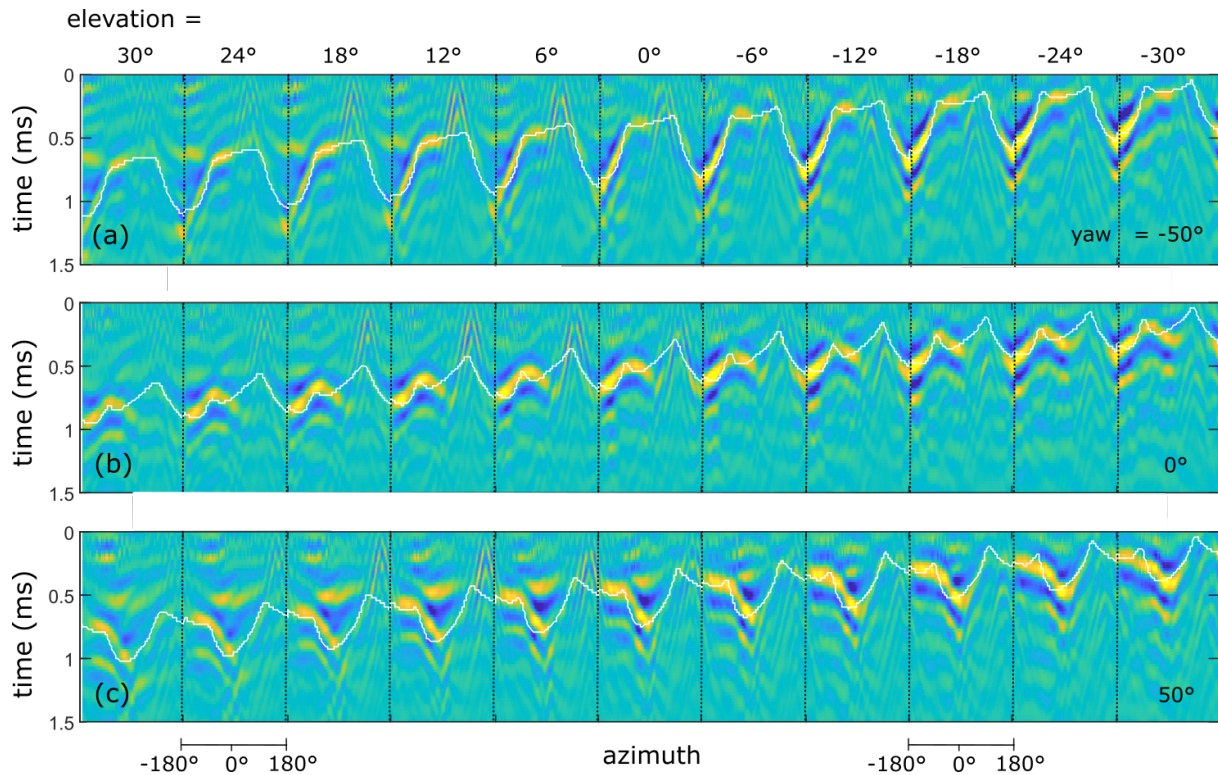 elevation =
30° 24° 18° 12° 6° 0° -6° -12° -18° -24° -30°
0
0.5
1
1.5
time (ms)
(a)
yaw = -50°
0
0.5
1
1.5
time (ms)
(b)
0°
0
0.5
1
1.5
time (ms)
(c)
50°
-180° 0° 180° azimuth -180° 0° 180°